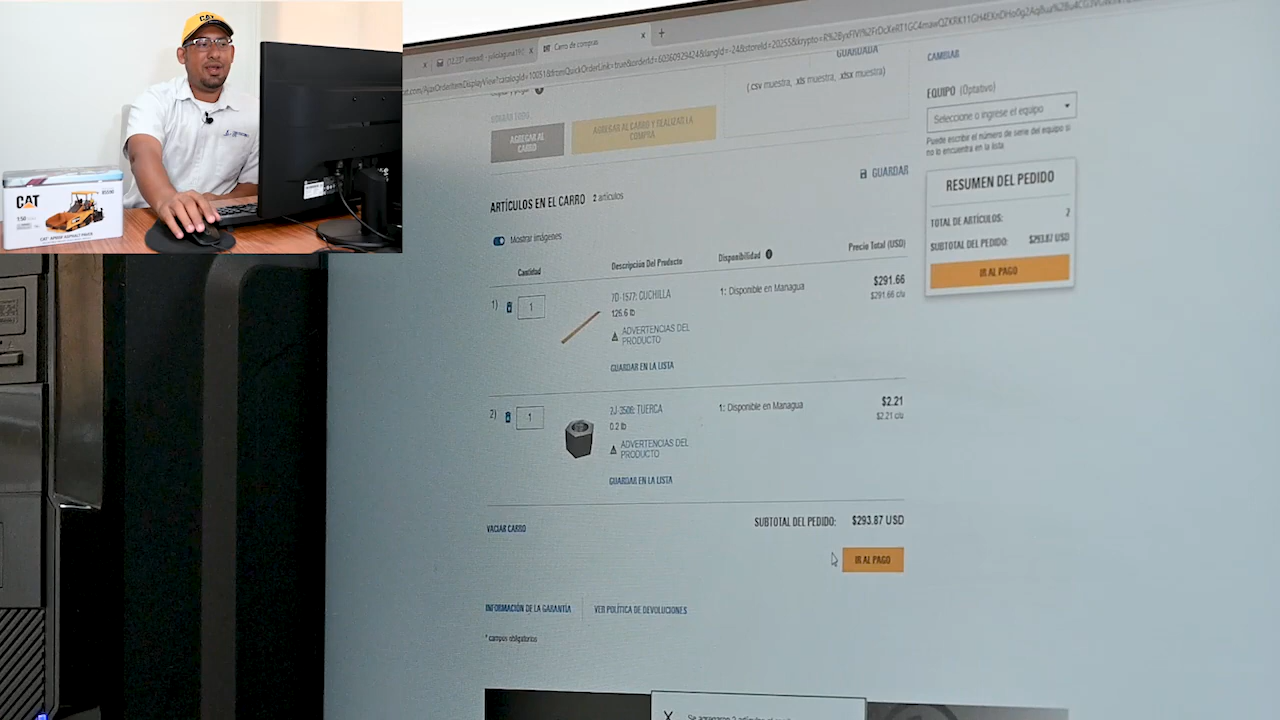 CAT
CAT
1:50
CAT
Carro de compras
GUARDADA
(.csv muestra, .xls muestra, .xlsx muestra)
CAMBIAR
EQUIPO (Optativo)
Seleccione o ingrese el equipo
Puede escribir el número de serie del equipo si
no lo encuentra en la lista
AGREGAR AL
CARRO
AGREGAR AL CARRO Y REALIZAR LA
COMPRA
GUARDAR
ARTÍCULOS EN EL CARRO 2 artículos
Mostrar imágenes
RESUMEN DEL PEDIDO
TOTAL DE ARTÍCULOS: 2
SUBTOTAL DEL PEDIDO: $293.87 USD
IR AL PAGO
Cantidad Descripción Del Producto Disponibilidad Precio Total (USD)
1) 1 7D-1577: CUCHILLA 1: Disponible en Managua $291.66
126.6 lb $291.66 c/u
ADVERTENCIAS DEL
PRODUCTO
GUARDAR EN LA LISTA
2) 1 2J-3506: TUERCA 1: Disponible en Managua $2.21
0.2 lb $2.21 c/u
ADVERTENCIAS DEL
PRODUCTO
GUARDAR EN LA LISTA
VACIAR CARRO
SUBTOTAL DEL PEDIDO: $293.87 USD
IR AL PAGO
INFORMACIÓN DE LA GARANTÍA
VER POLÍTICA DE DEVOLUCIONES
* campos obligatorios